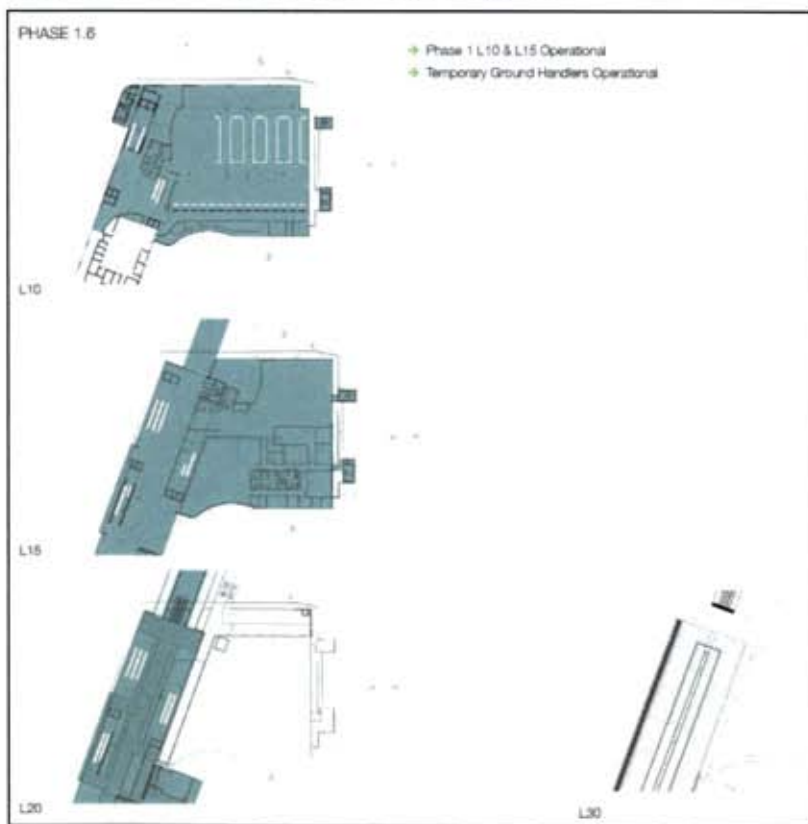 PHASE 1.6
→ Phase 1 L10 & L15 Operational
→ Temporary Ground Handlers Operational
L10
L15
L20
L30